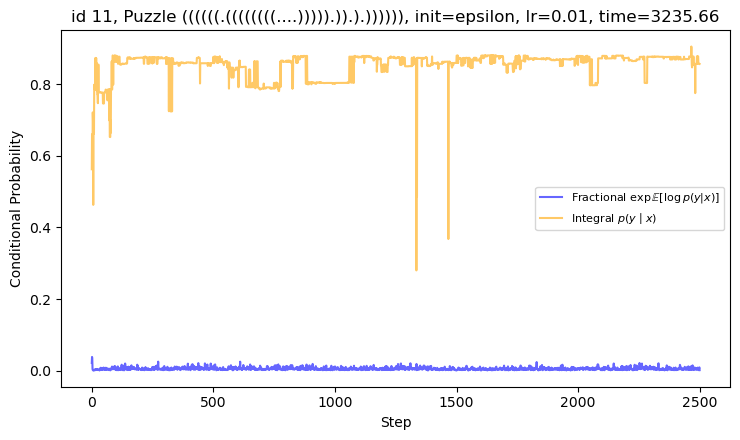 id 11, Puzzle ((((((.((((((((....))))).)).).)))))), init=epsilon, lr=0.01, time=3235.66
Conditional Probability
0.8
0.6
0.4
0.2
0.0
Fractional exp𝔼[log p(y|x)]
Integral p(y | x)
0
500
1000
1500
2000
2500
Step